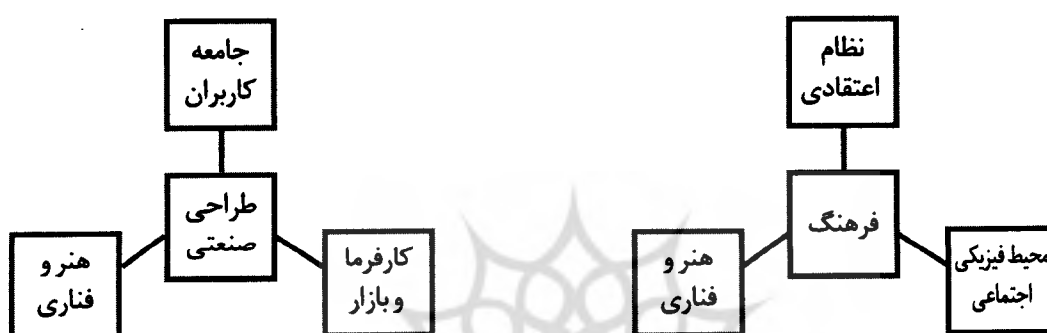 نظام
اعتقادی
فرهنگ
محیط فیزیکی
اجتماعی
هنر و
فناری
جامعه
کاربران
طراحی
صنعتی
کارفرما
و بازار
هنر و
فناری